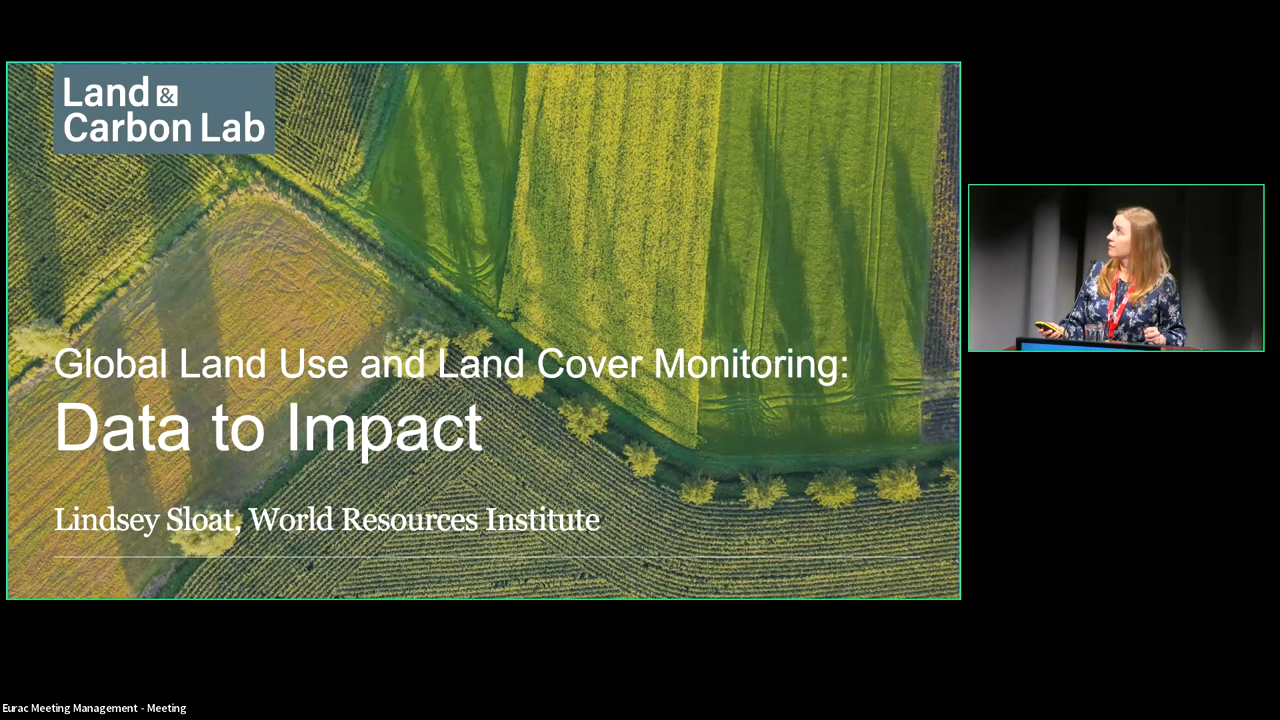 Land &
Carbon Lab
Global Land Use and Land Cover Monitoring:
Data to Impact
Lindsey Sloat, World Resources Institute
Eurac Meeting Management - Meeting